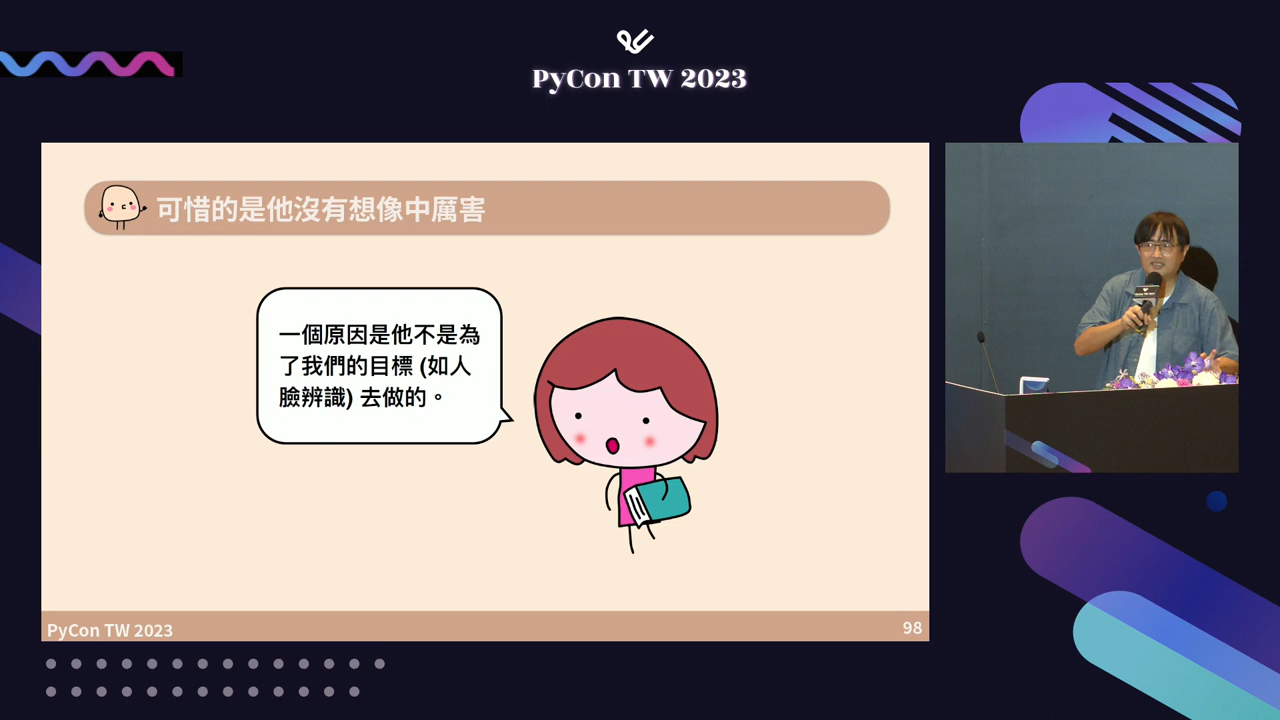 PyCon TW 2023
可惜的是他沒有想像中厲害
一個原因是他不是為
了我們的目標 (如人
臉辨識) 去做的。
PyCon TW 2023
98